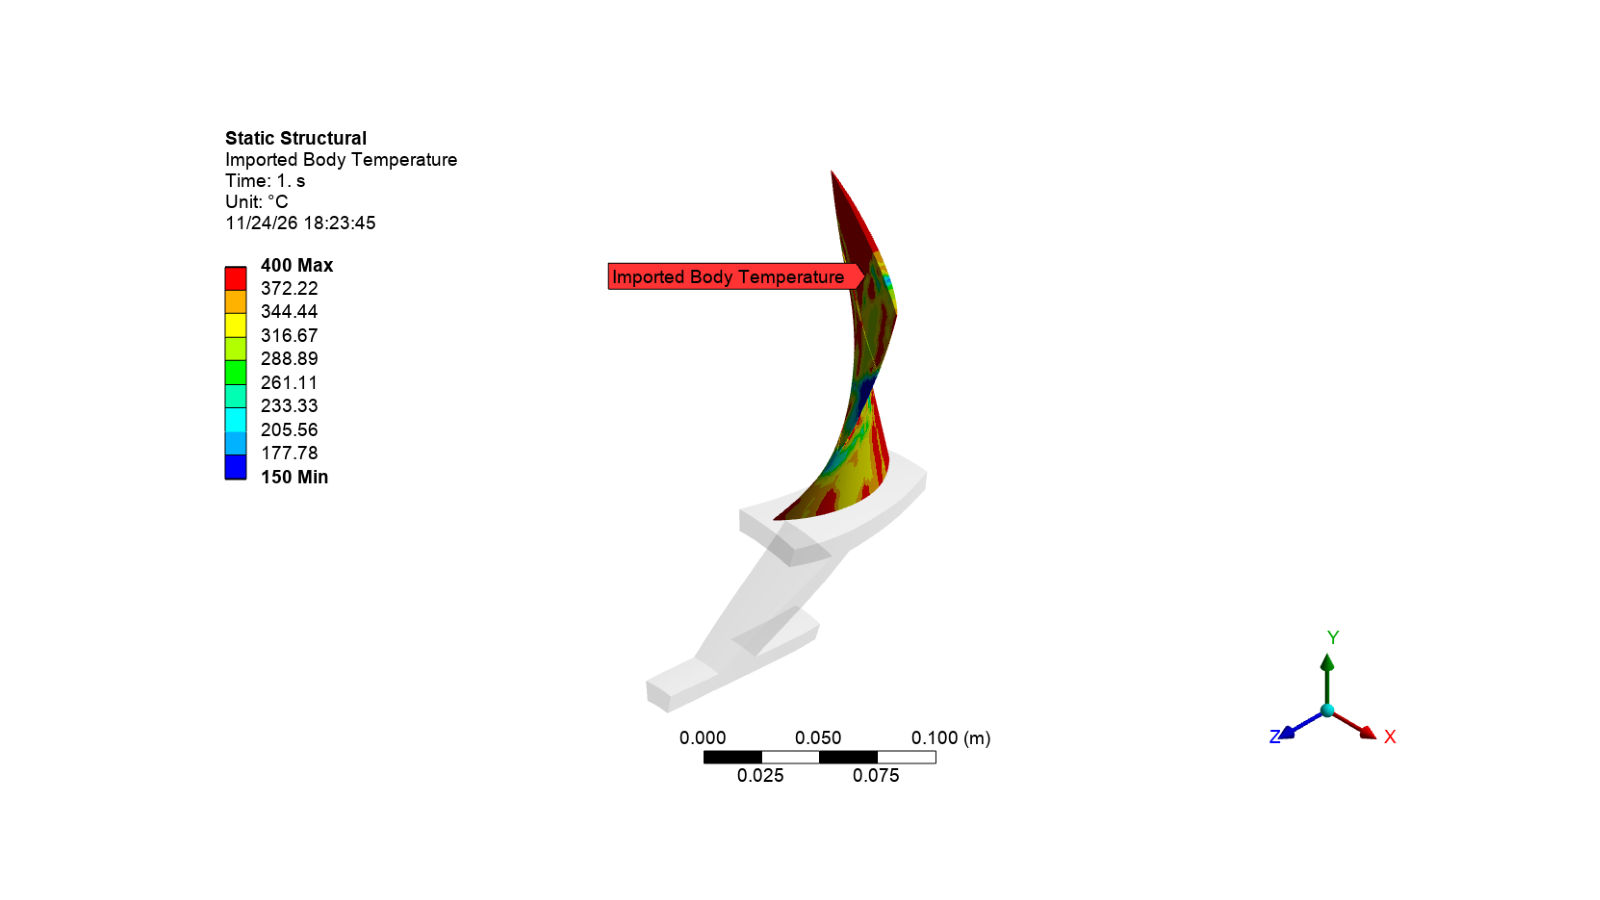 Static Structural
Imported Body Temperature
Time: 1. s
Unit: °C
11/24/26 18:23:45
400 Max
372.22
344.44
316.67
288.89
261.11
233.33
205.56
177.78
150 Min
Imported Body Temperature
0.000 0.050 0.100 (m)
0.025 0.075
Y
Z X